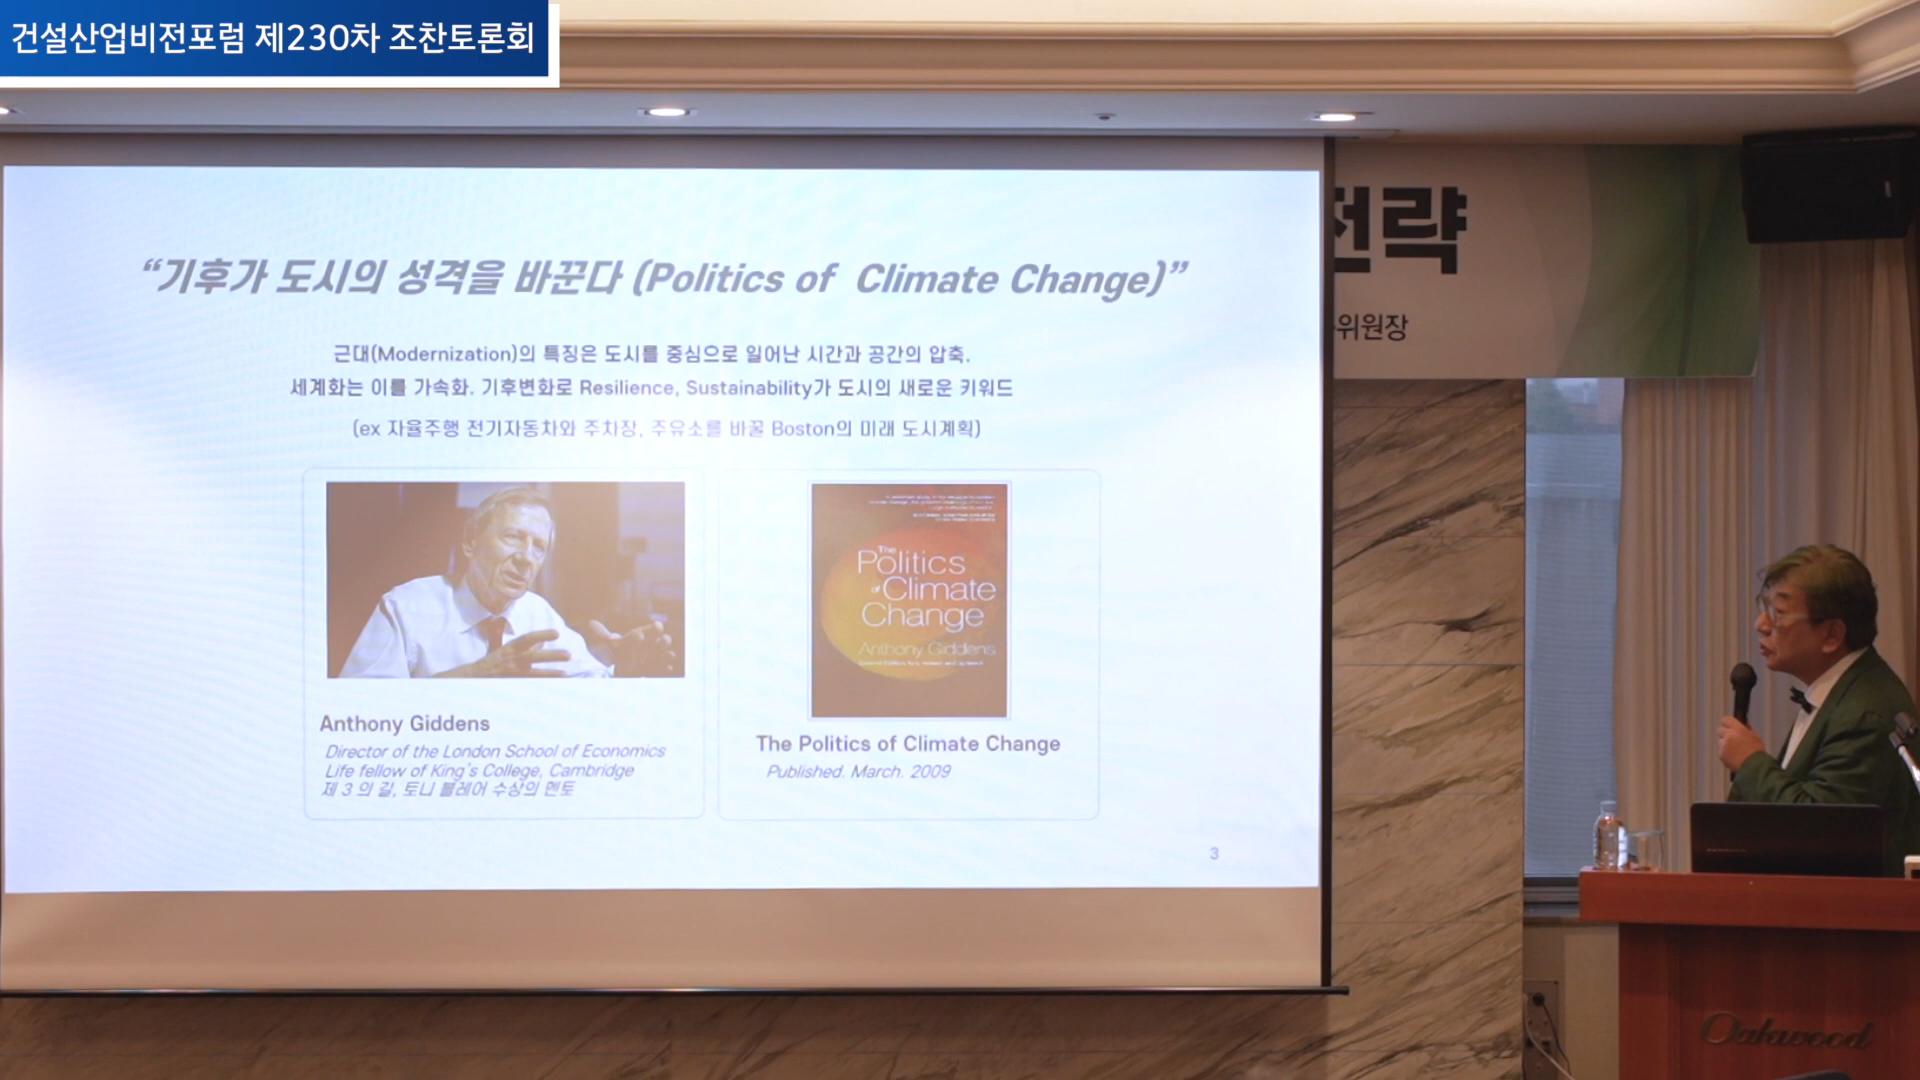 건설산업비전포럼 제230차 조찬토론회
전략
위원장
“기후가 도시의 성격을 바꾼다 (Politics of Climate Change)”
근대(Modernization)의 특징은 도시를 중심으로 일어난 시간과 공간의 압축.
세계화는 이를 가속화. 기후변화로 Resilience, Sustainability가 도시의 새로운 키워드
(ex 자율주행 전기자동차와 주차장, 주유소를 바꿀 Boston의 미래 도시계획)
The
Politics
of Climate
Change
Anthony Giddens
Anthony Giddens
Director of the London School of Economics
Life fellow of King's College, Cambridge
제 3 의 길, 토니 블레어 수상의 멘토
The Politics of Climate Change
Published. March. 2009
3
Oakwood